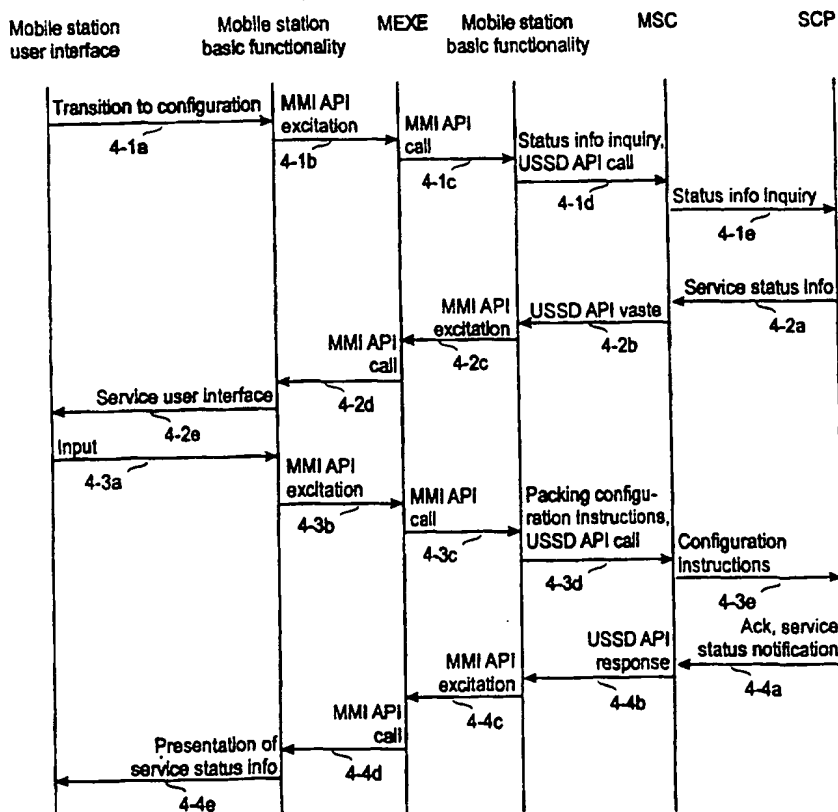 Mobile station
user interface
Mobile station
basic functionality
MEXE
Mobile station
basic functionality
MSC
SCP
Transition to configuration
4-1a
MMI API
excitation
4-1b
MMI API
call
4-1c
Status info inquiry,
USSD API call
4-1d
Status info inquiry
4-1e
Service status info
4-2a
USSD API vaste
4-2b
MMI API
excitation
4-2c
MMI API
call
4-2d
Service user interface
4-2e
Input
4-3a
MMI API
excitation
4-3b
MMI API
call
4-3c
Packing configu-
ration instructions,
USSD API call
4-3d
Configuration
instructions
4-3e
Ack, service
status notification
4-4a
USSD API
response
4-4b
MMI API
excitation
4-4c
MMI API
call
4-4d
Presentation of
service status info
4-4e